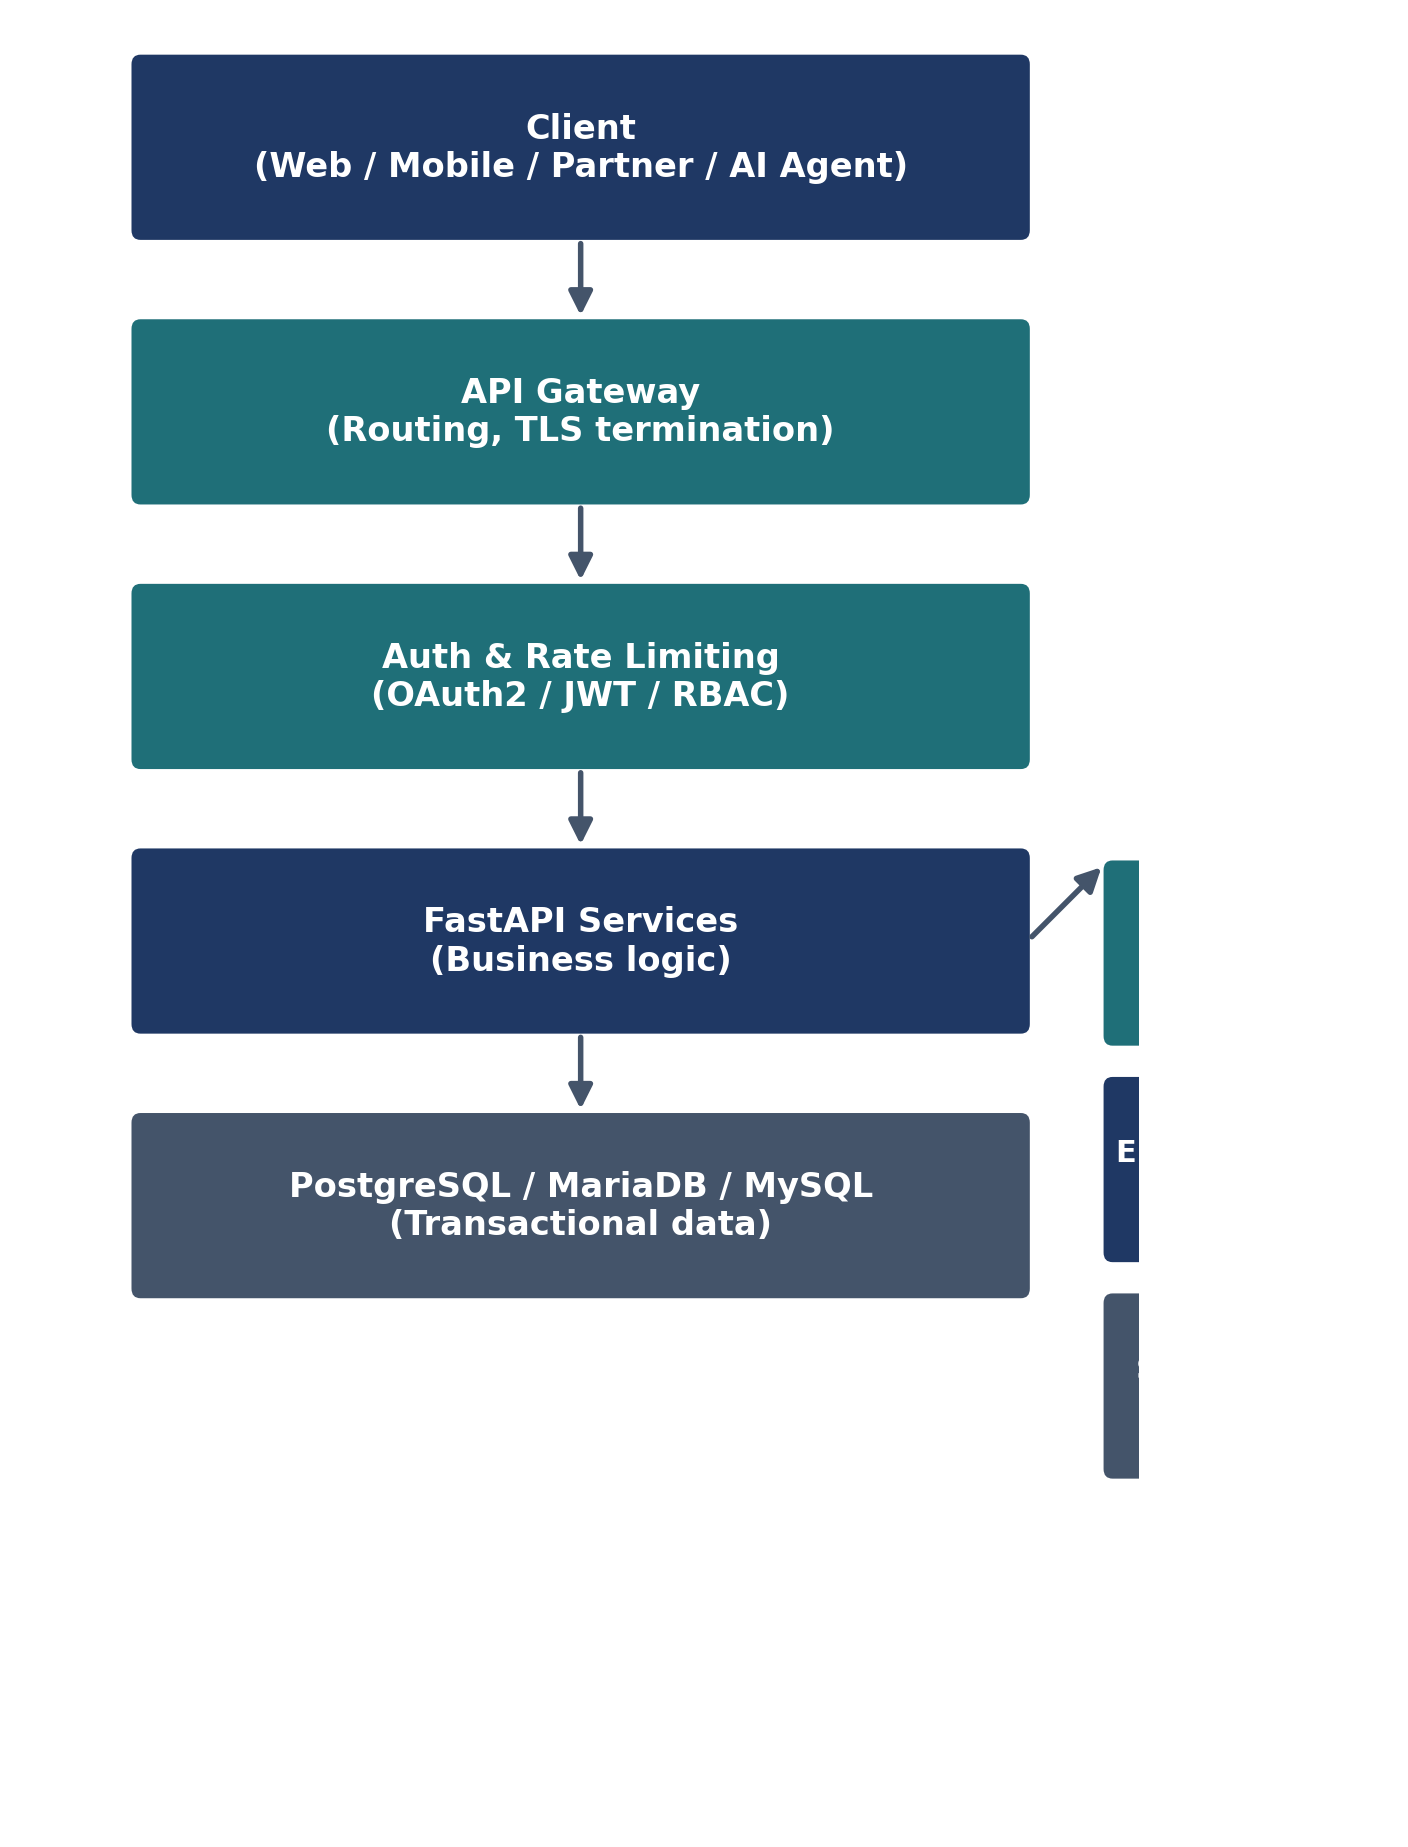 Client
(Web / Mobile / Partner / AI Agent)
API Gateway
(Routing, TLS termination)
Auth & Rate Limiting
(OAuth2 / JWT / RBAC)
FastAPI Services
(Business logic)
PostgreSQL / MariaDB / MySQL
(Transactional data)